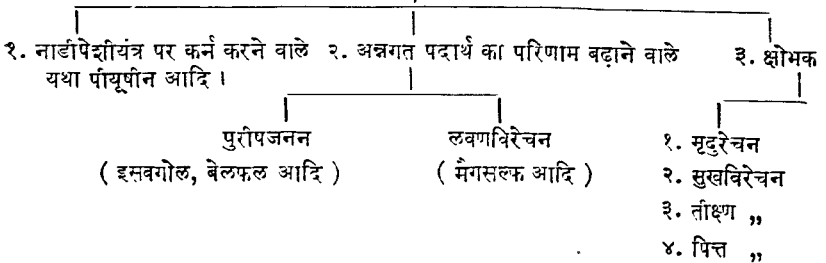 १. नाडीपेशीयंत्र पर कर्न करने वाले २. अन्नगत पदार्थ का परिणाम बढ़ाने वाले ३. क्षोभक
यथा पीयूषीन आदि ।
पुरीषजनन लवणविरेचन १. मृदुरेचन
( इसवगोल, बेलफल आदि ) ( मैगसल्फ आदि ) २. सुखविरेचन
३. तीक्ष्ण ,,
४. पित्त ,,